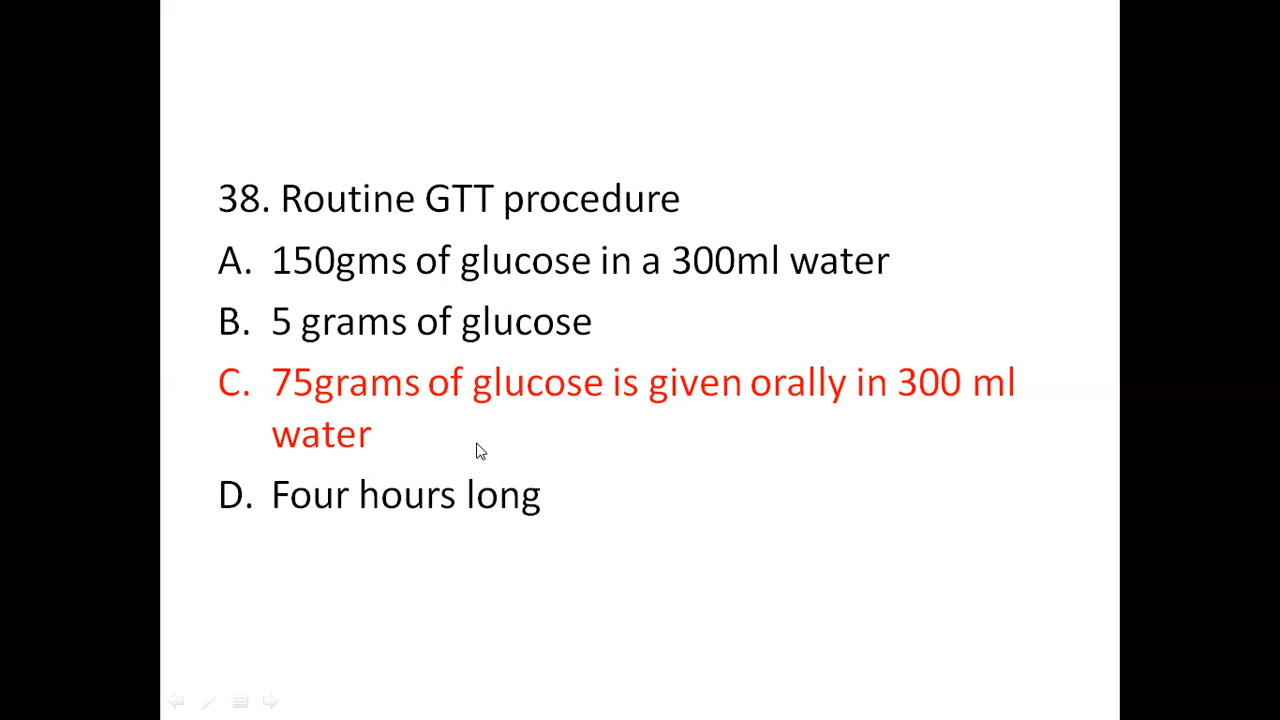 38. Routine GTT procedure
A. 150gms of glucose in a 300ml water
B. 5 grams of glucose
C. 75grams of glucose is given orally in 300 ml
water
D. Four hours long